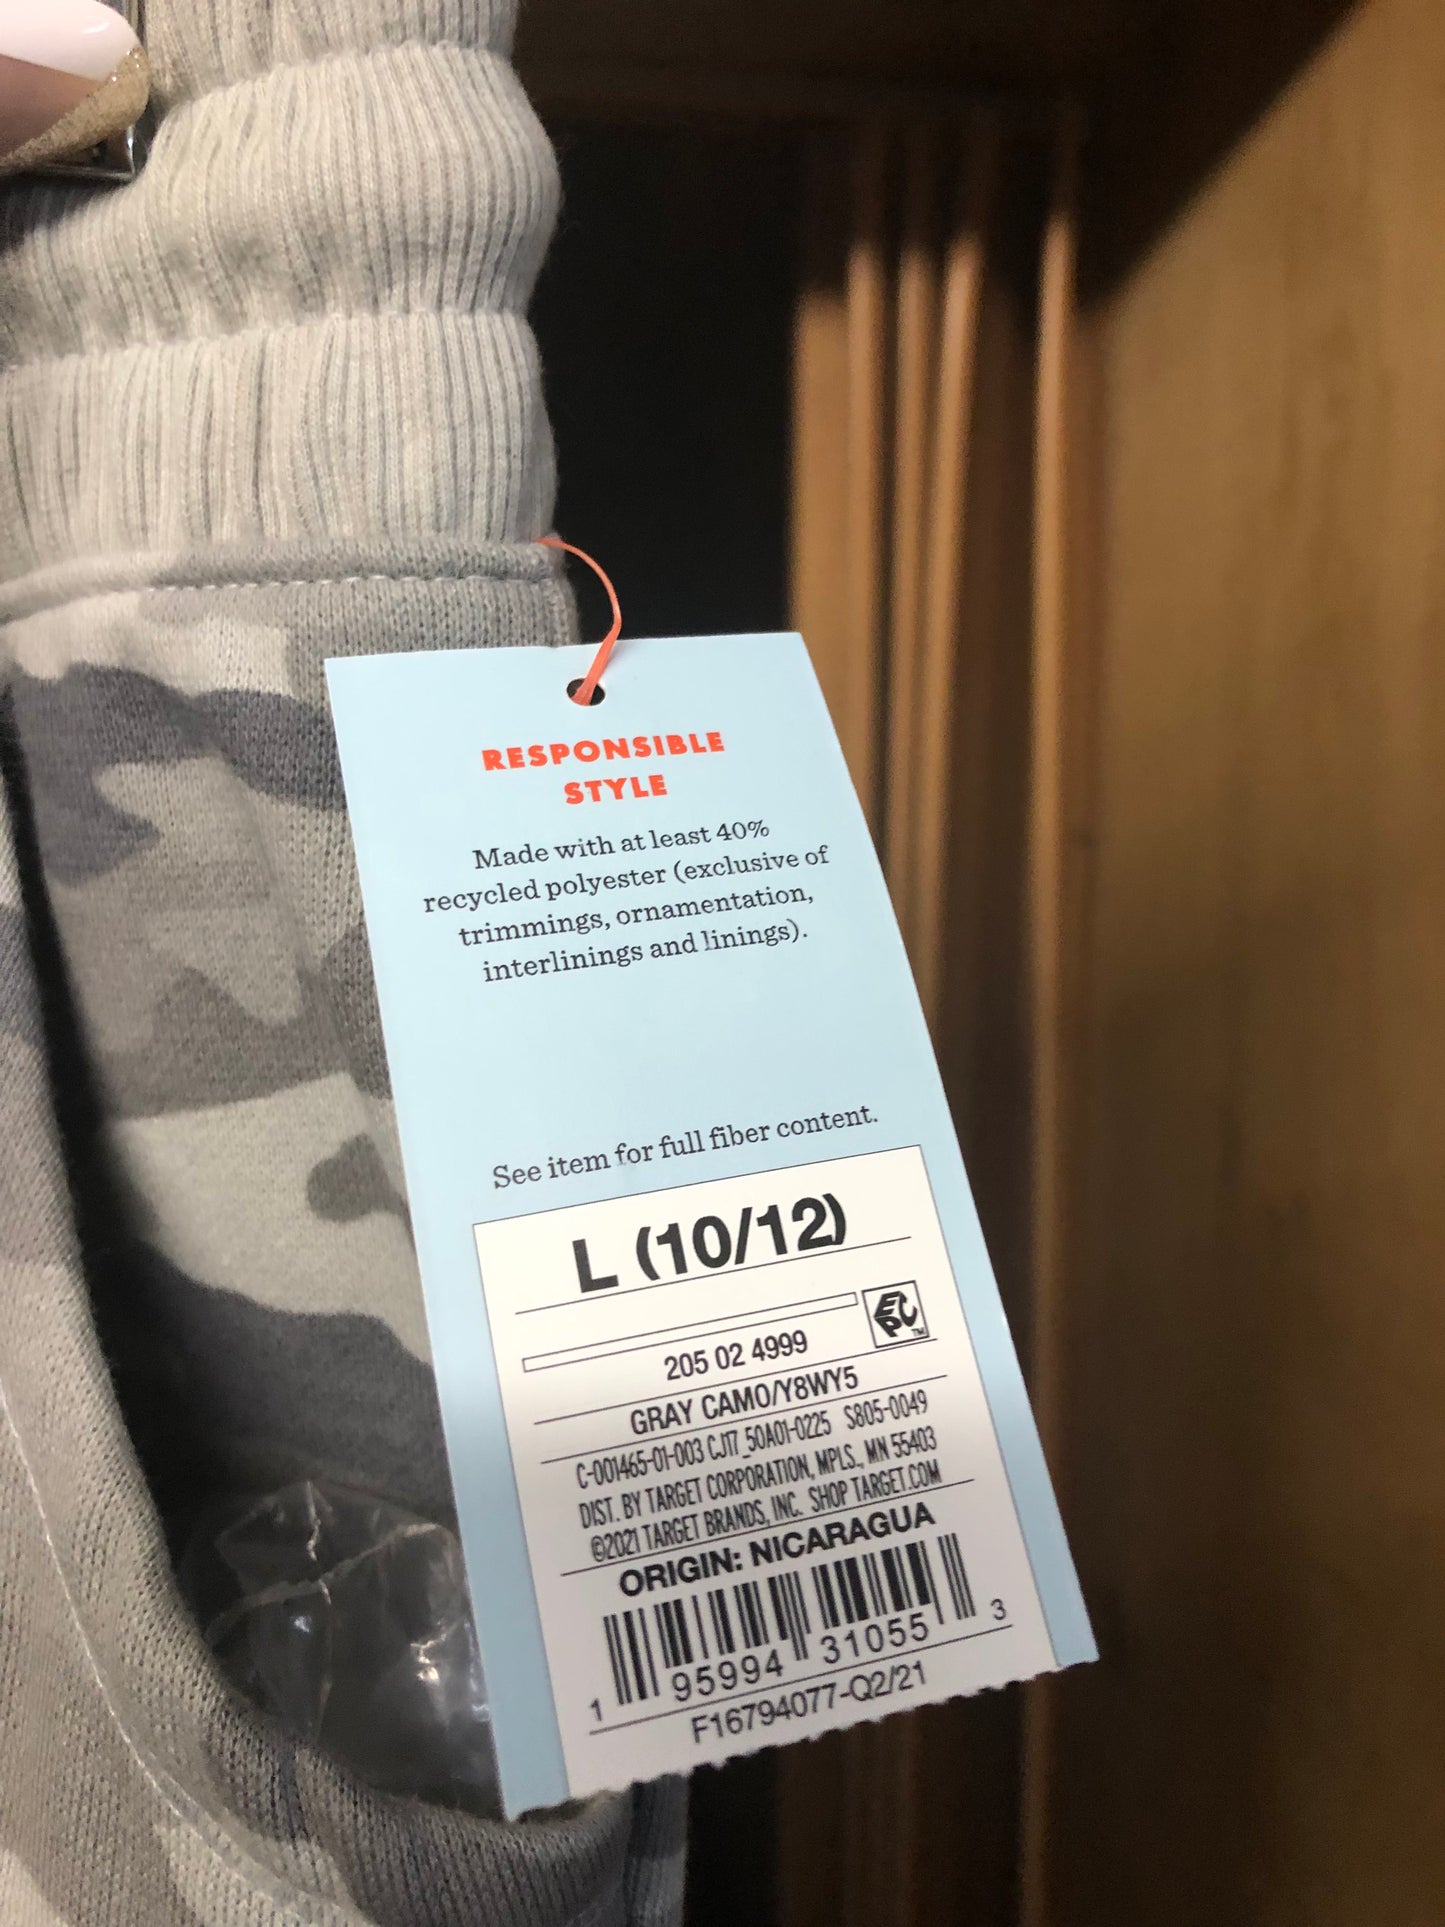 RESPONSIBLE
STYLE
Made with at least 40%
recycled polyester (exclusive of
trimmings, ornamentation,
interlinings and linings).
See item for full fiber content.
L (10/12)
EPC™
205 02 4999
GRAY CAMO/Y8WY5
C-001465-01-003 CJ17_50A01-0225 S805-0049
DIST. BY TARGET CORPORATION, MPLS., MN 55403
©2021 TARGET BRANDS, INC. SHOP TARGET.COM
ORIGIN: NICARAGUA
1 95994 31055 3
F16794077-Q2/21